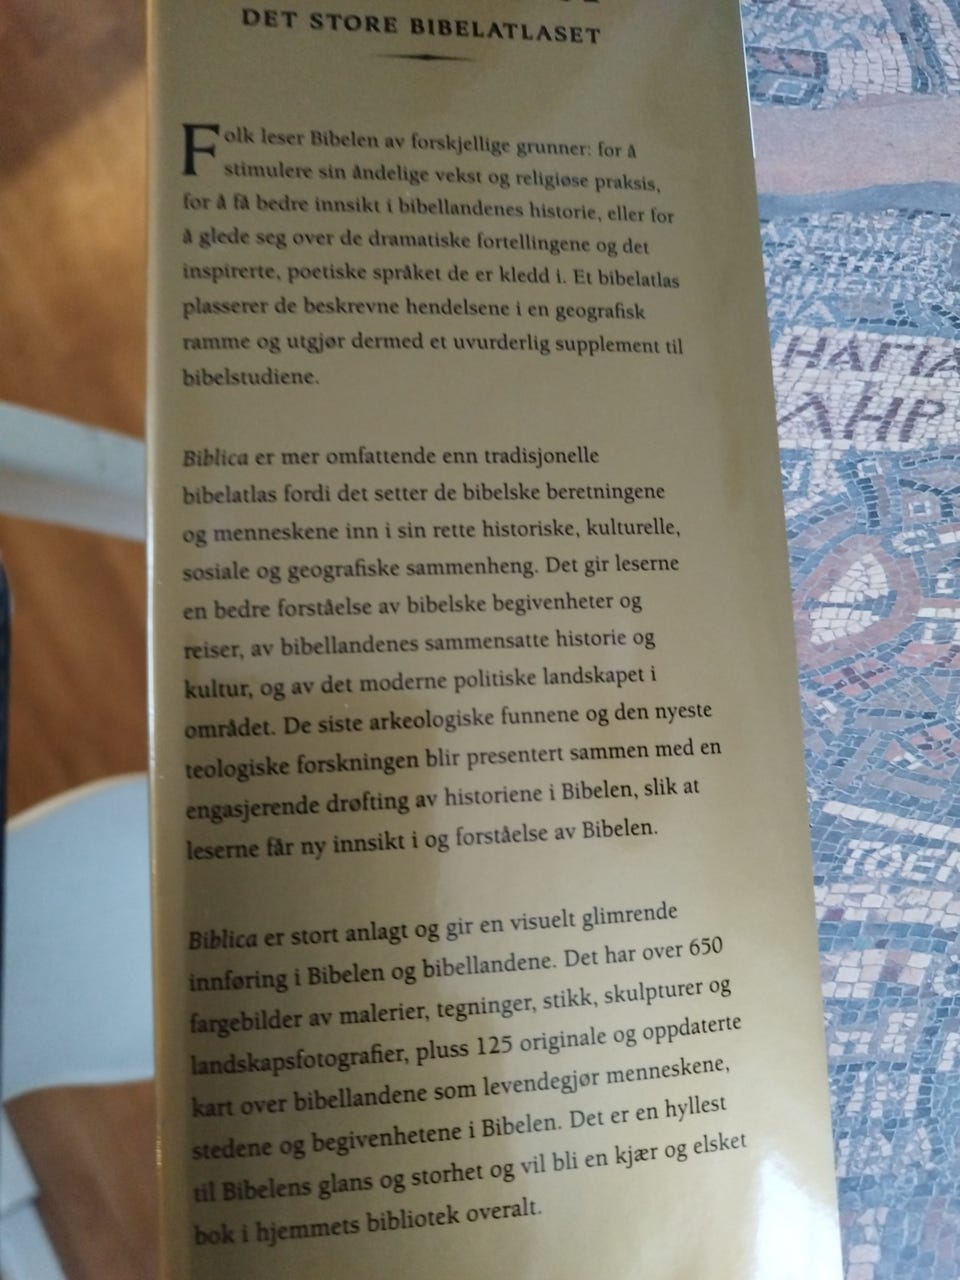 DET STORE BIBELATLASET
Folk leser Bibelen av forskjellige grunner: for å
stimulere sin åndelige vekst og religiøse praksis,
for å få bedre innsikt i bibellandenes historie, eller for
å glede seg over de dramatiske fortellingene og det
inspirerte, poetiske språket de er kledd i. Et bibelatlas
plasserer de beskrevne hendelsene i en geografisk
ramme og utgjør dermed et uvurderlig supplement til
bibelstudiene.
Biblica er mer omfattende enn tradisjonelle
bibelatlas fordi det setter de bibelske beretningene
og menneskene inn i sin rette historiske, kulturelle,
sosiale og geografiske sammenheng. Det gir leserne
en bedre forståelse av bibelske begivenheter og
reiser, av bibellandenes sammensatte historie og
kultur, og av det moderne politiske landskapet i
området. De siste arkeologiske funnene og den nyeste
teologiske forskningen blir presentert sammen med en
engasjerende drøfting av historiene i Bibelen, slik at
leserne får ny innsikt i og forståelse av Bibelen.
Biblica er stort anlagt og gir en visuelt glimrende
innføring i Bibelen og bibellandene. Det har over 650
fargebilder av malerier, tegninger, stikk, skulpturer og
landskapsfotografier, pluss 125 originale og oppdaterte
kart over bibellandene som levendegjør menneskene,
stedene og begivenhetene i Bibelen. Det er en hyllest
til Bibelens glans og storhet og vil bli en kjær og elsket
bok i hjemmets bibliotek overalt.